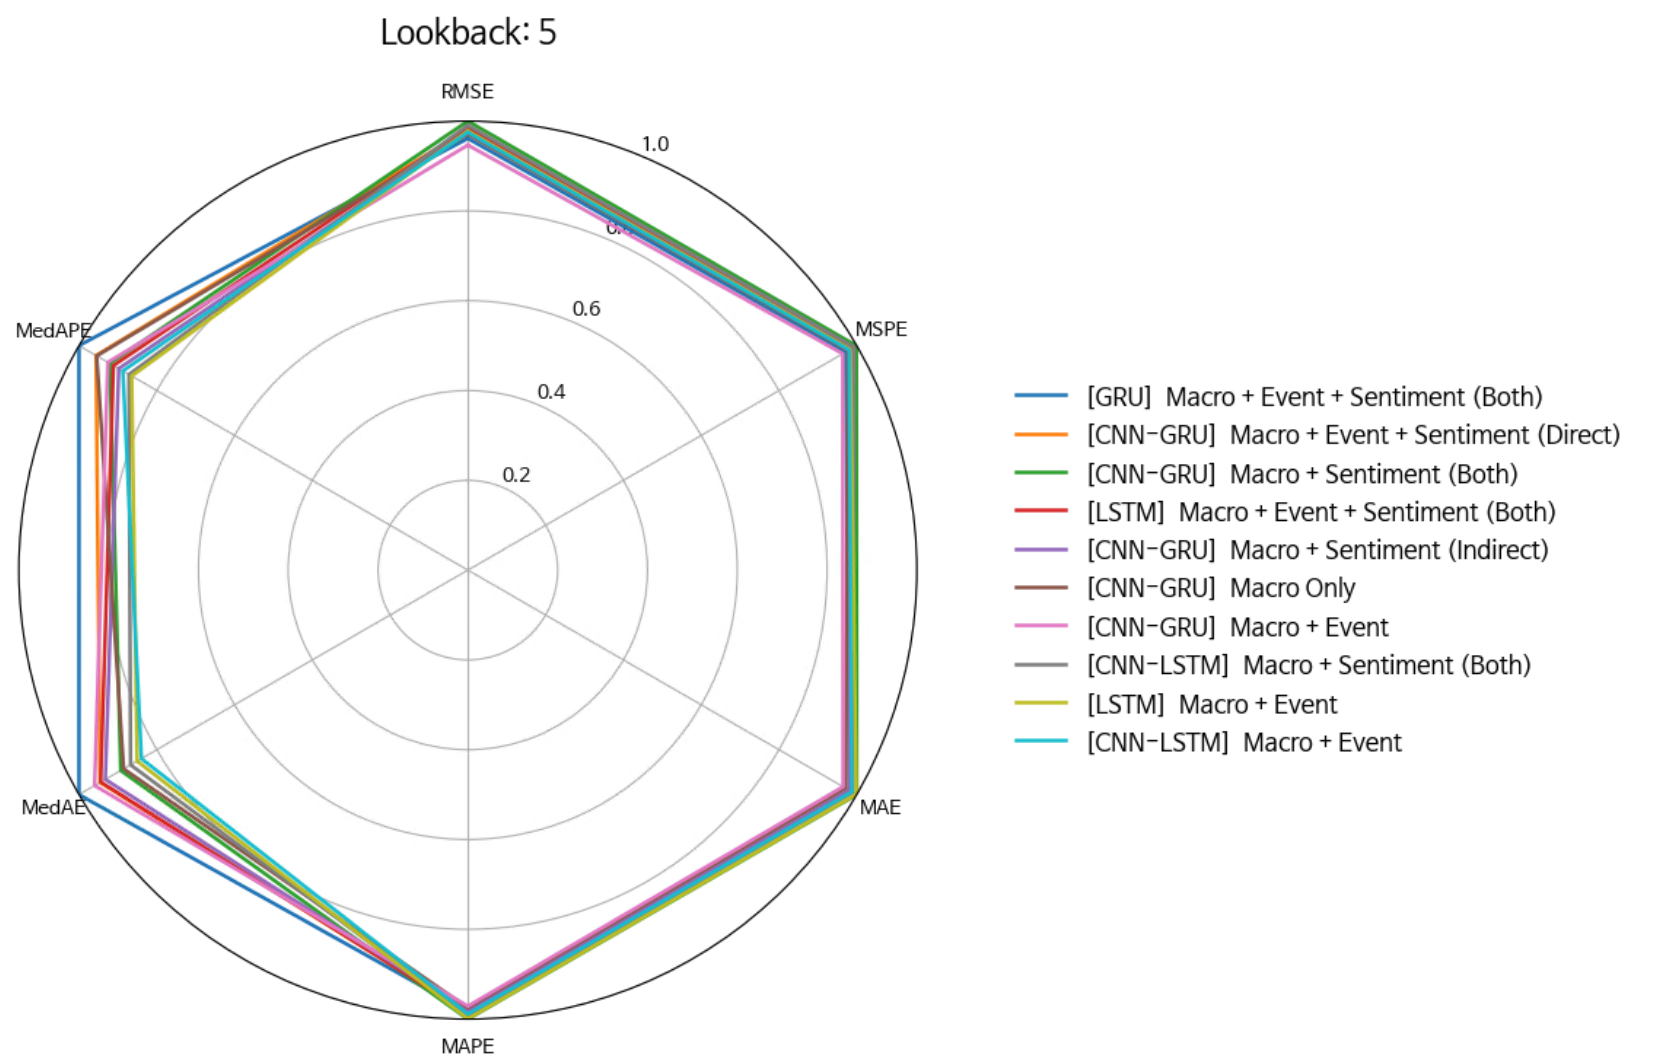 Lookback: 5
RMSE
1.0
MedAPE
MSPE
0.6
0.4
0.2
MedAE
MAE
MAPE
[GRU] Macro + Event + Sentiment (Both)
[CNN-GRU] Macro + Event + Sentiment (Direct)
[CNN-GRU] Macro + Sentiment (Both)
[LSTM] Macro + Event + Sentiment (Both)
[CNN-GRU] Macro + Sentiment (Indirect)
[CNN-GRU] Macro Only
[CNN-GRU] Macro + Event
[CNN-LSTM] Macro + Sentiment (Both)
[LSTM] Macro + Event
[CNN-LSTM] Macro + Event